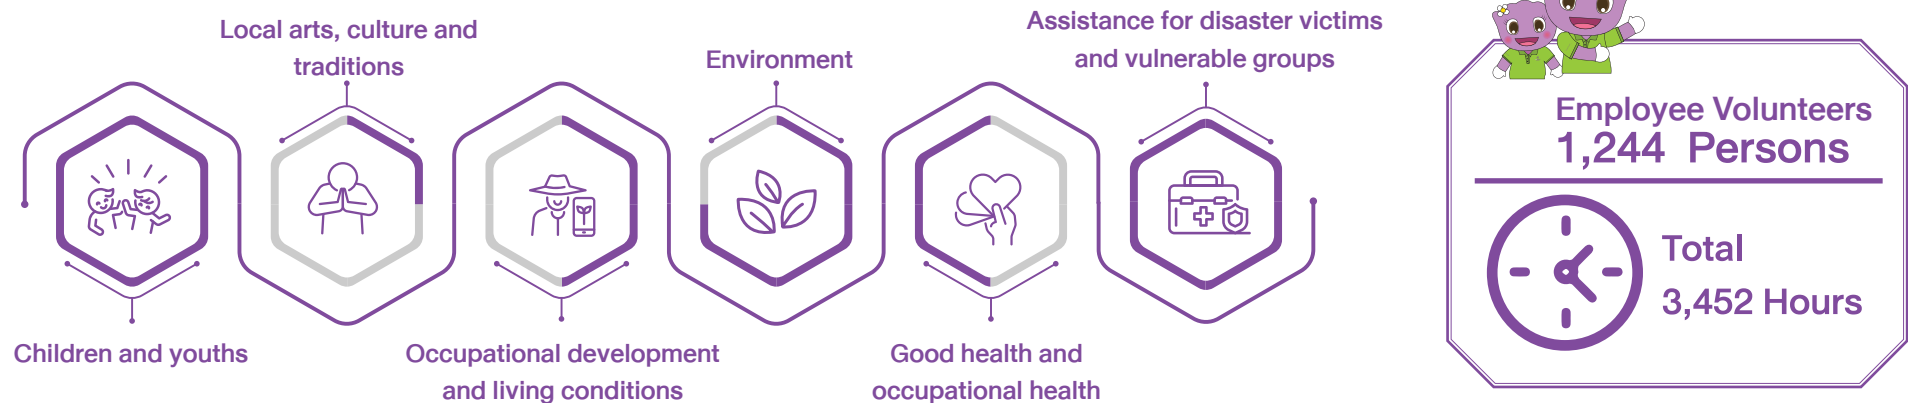 Local arts, culture and
traditions
Environment
Assistance for disaster victims
and vulnerable groups
Children and youths
Occupational development
and living conditions
Good health and
occupational health
Employee Volunteers
1,244 Persons
Total
3,452 Hours